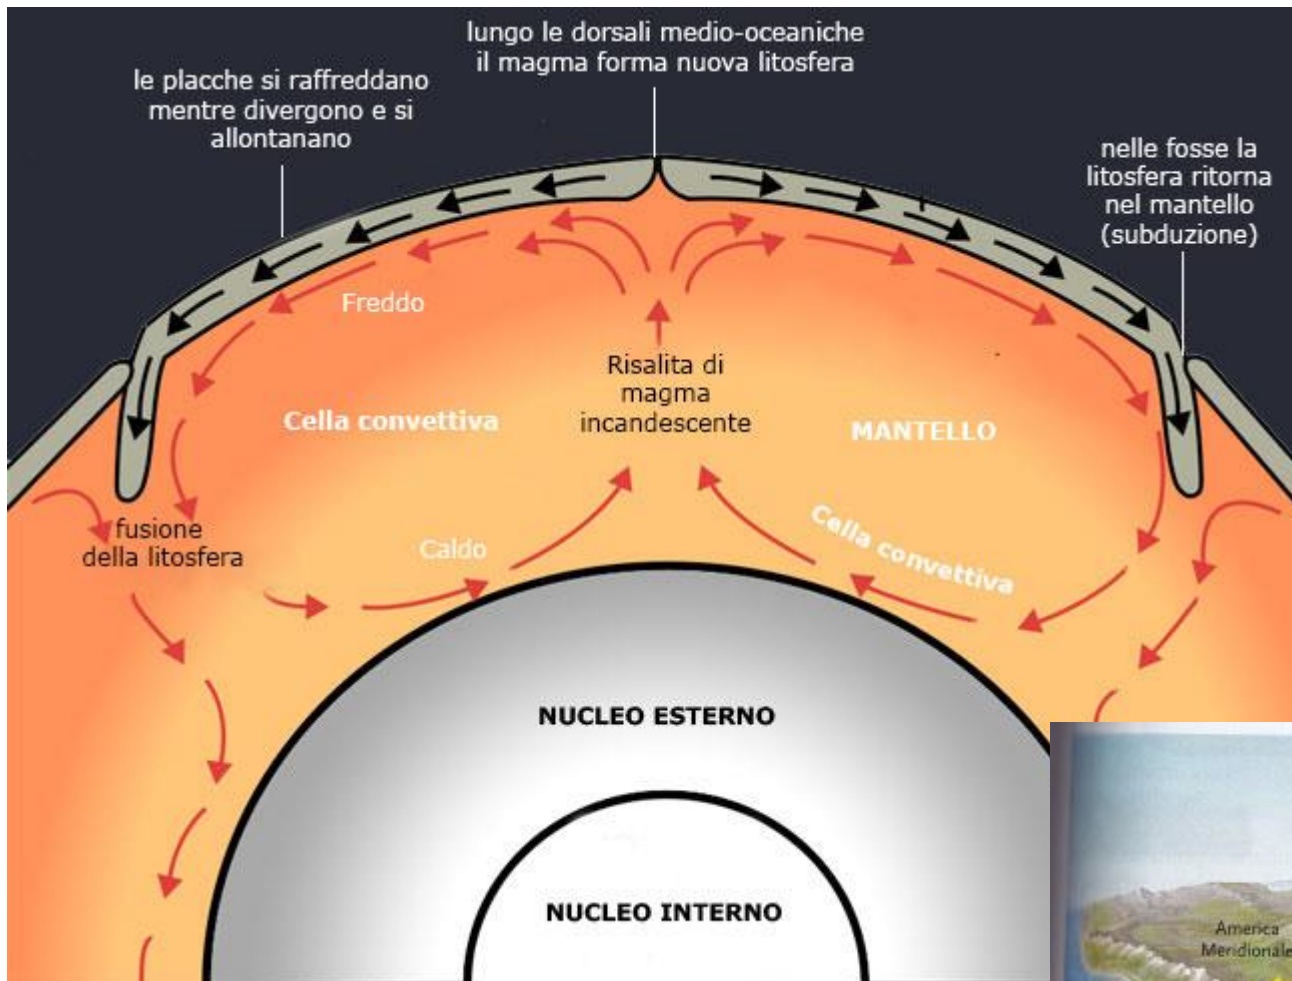 lungo le dorsali medio-oceaniche
il magma forma nuova litosfera
le placche si raffreddano
mentre divergono e si
allontanano
nelle fosse la
litosfera ritorna
nel mantello
(subduzione)
Freddo
Risalita di
magma
incandescente
Cella convettiva
MANTELLO
fusione
della litosfera
Caldo
Cella convettiva
NUCLEO ESTERNO
NUCLEO INTERNO
America
Meridionale